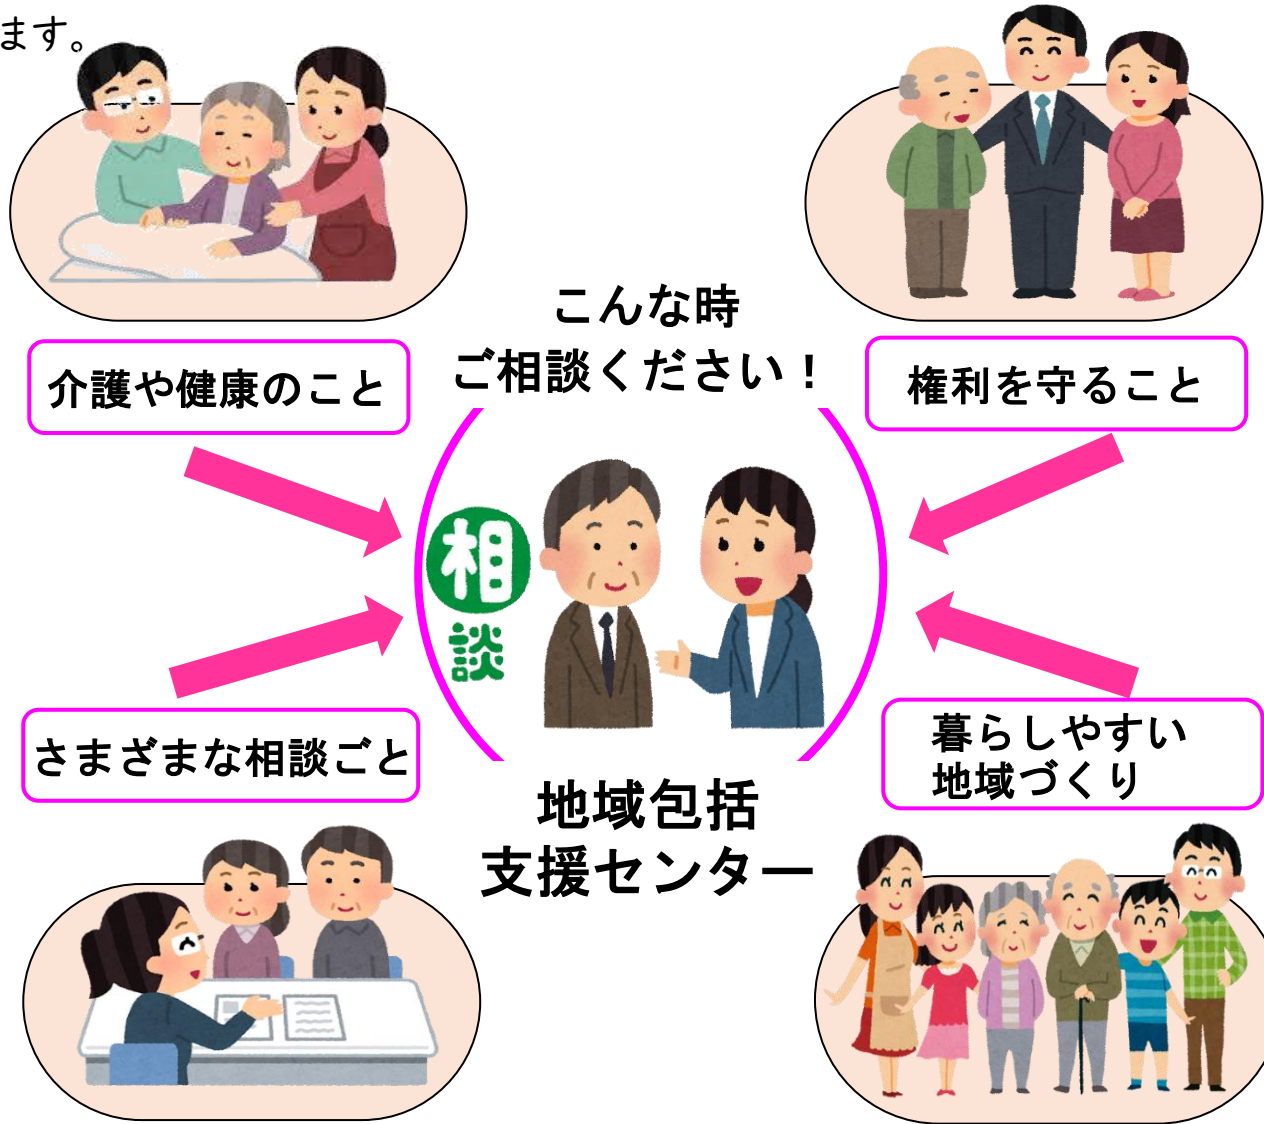 ます。
こんな時
ご相談ください！
介護や健康のこと
権利を守ること
相
談
さまざまな相談ごと
暮らしやすい
地域づくり
地域包括
支援センター